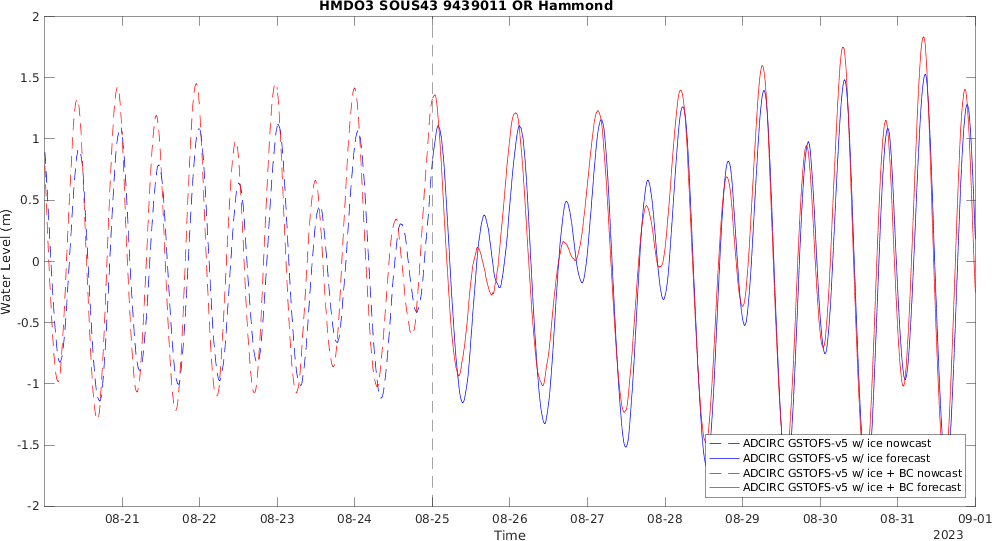 HMDO3 SOUS43 9439011 OR Hammond
2
1.5
1
0.5
0
-0.5
-1
-1.5
-2
Water Level (m)
ADCIRC GSTOFS-v5 w/ ice nowcast
ADCIRC GSTOFS-v5 w/ ice forecast
ADCIRC GSTOFS-v5 w/ ice + BC nowcast
ADCIRC GSTOFS-v5 w/ ice + BC forecast
08-21 08-22 08-23 08-24 08-25 08-26 08-27 08-28 08-29 08-30 08-31 09-01
Time
2023